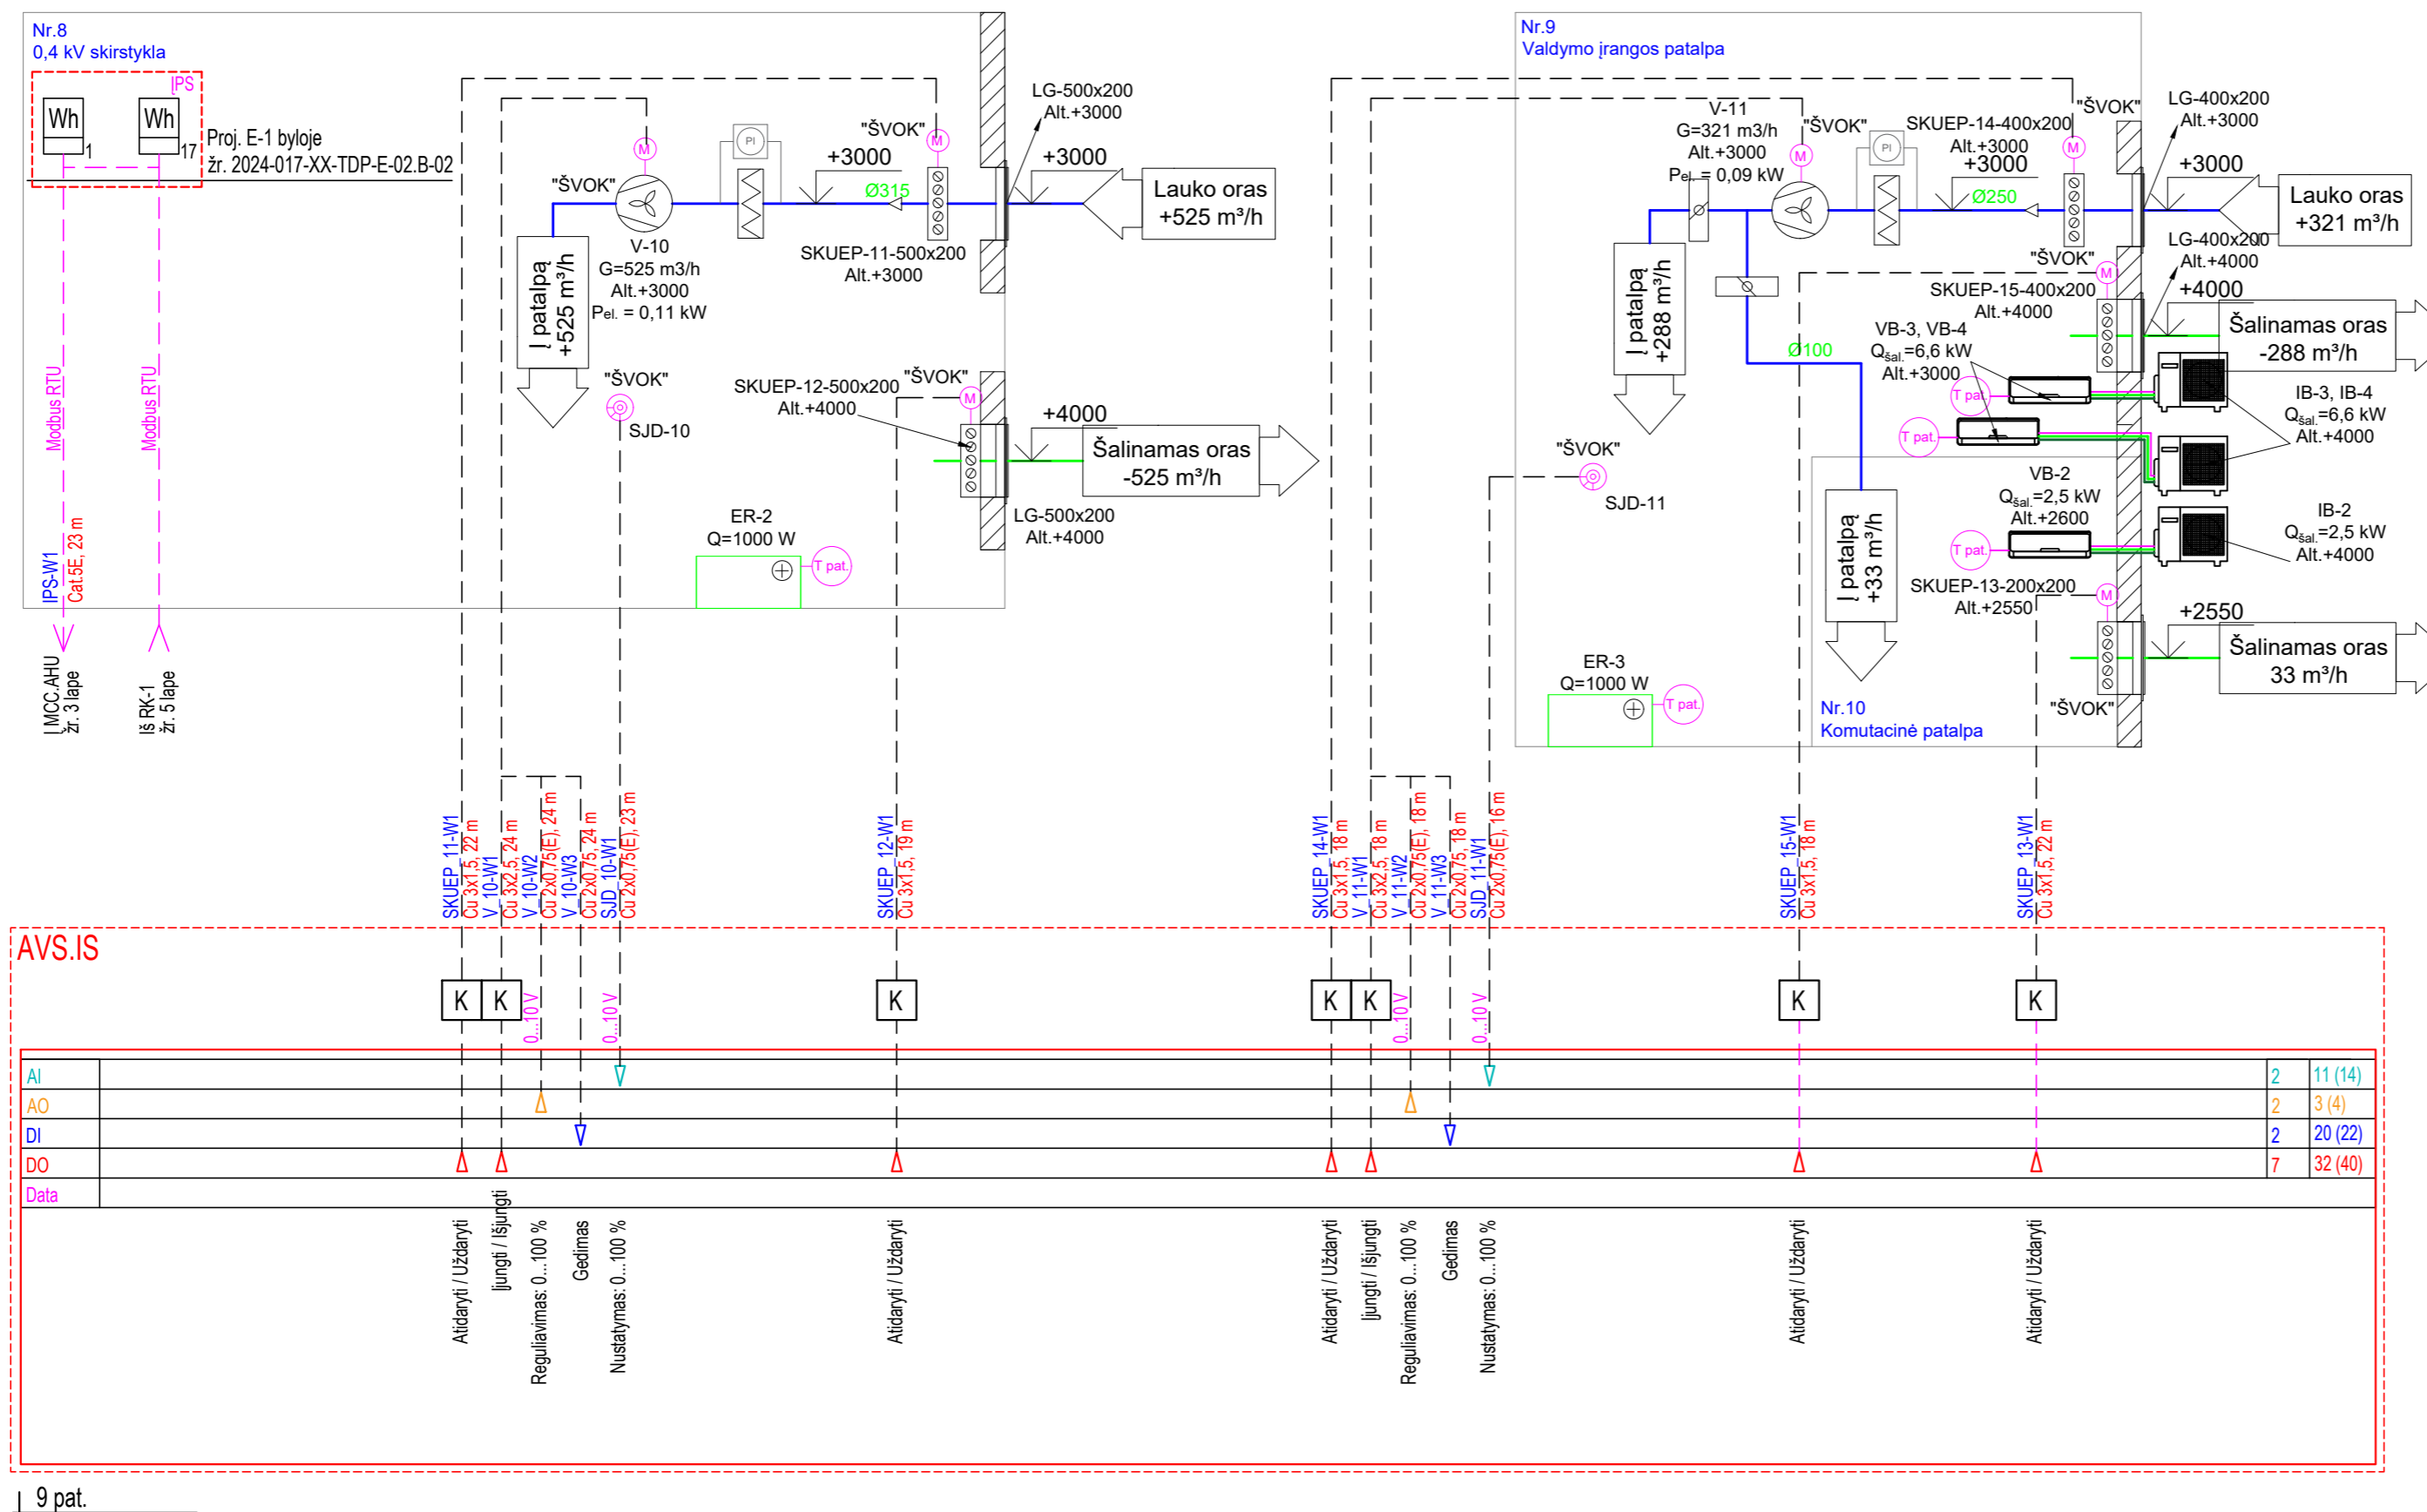 Nr.8
0,4 kV skirstykla
ĮPS
Wh
1
Wh
17
Proj. E-1 byloje
žr. 2024-017-XX-TDP-E-02.B-02
Modbus RTU
Modbus RTU
IPS-W1
Cat.5E, 23 m
Į MCC.AHU
žr. 3 lape
Iš RK-1
žr. 5 lape
"ŠVOK"
M
V-10
G=525 m3/h
Alt.+3000
Pel. = 0,11 kW
Į patalpą
+525 m³/h
PI
+3000
Ø315
"ŠVOK"
M
SKUEP-11-500x200
Alt.+3000
LG-500x200
Alt.+3000
+3000
Lauko oras
+525 m³/h
"ŠVOK"
SJD-10
SKUEP-12-500x200
Alt.+4000
"ŠVOK"
M
+4000
Šalinamas oras
-525 m³/h
LG-500x200
Alt.+4000
ER-2
Q=1000 W
T pat.
Nr.9
Valdymo įrangos patalpa
V-11
G=321 m3/h
Alt.+3000
Pel. = 0,09 kW
"ŠVOK"
M
PI
SKUEP-14-400x200
Alt.+3000
+3000
Ø250
"ŠVOK"
M
LG-400x200
Alt.+3000
+3000
Lauko oras
+321 m³/h
LG-400x200
Alt.+4000
"ŠVOK"
M
SKUEP-15-400x200
Alt.+4000
+4000
Šalinamas oras
-288 m³/h
Į patalpą
+288 m³/h
Ø100
VB-3, VB-4
Qšal.=6,6 kW
Alt.+3000
T pat.
T pat.
IB-3, IB-4
Qšal.=6,6 kW
Alt.+4000
"ŠVOK"
SJD-11
VB-2
Qšal.=2,5 kW
Alt.+2600
T pat.
IB-2
Qšal.=2,5 kW
Alt.+4000
Į patalpą
+33 m³/h
SKUEP-13-200x200
Alt.+2550
M
+2550
Šalinamas oras
33 m³/h
"ŠVOK"
ER-3
Q=1000 W
T pat.
Nr.10
Komutacinė patalpa
SKUEP_11-W1
Cu 3x1,5, 22 m
V_10-W1
Cu 3x2,5, 24 m
V_10-W2
Cu 2x0,75(E), 24 m
V_10-W3
Cu 2x0,75, 24 m
SJD_10-W1
Cu 2x0,75(E), 23 m
SKUEP_12-W1
Cu 3x1,5, 19 m
SKUEP_14-W1
Cu 3x1,5, 18 m
V_11-W1
Cu 3x2,5, 18 m
V_11-W2
Cu 2x0,75(E), 18 m
V_11-W3
Cu 2x0,75, 18 m
SJD_11-W1
Cu 2x0,75(E), 16 m
SKUEP_15-W1
Cu 3x1,5, 18 m
SKUEP_13-W1
Cu 3x1,5, 22 m
AVS.IS
K
K
0...10 V
0...10 V
K
K
K
0...10 V
0...10 V
K
K
AI
2
11 (14)
AO
2
3 (4)
DI
2
20 (22)
DO
7
32 (40)
Data
Atidaryti / Uždaryti
Įjungti / Išjungti
Reguliavimas: 0...100 %
Gedimas
Nustatymas: 0...100 %
Atidaryti / Uždaryti
Atidaryti / Uždaryti
Įjungti / Išjungti
Reguliavimas: 0...100 %
Gedimas
Nustatymas: 0...100 %
Atidaryti / Uždaryti
Atidaryti / Uždaryti
9 pat.